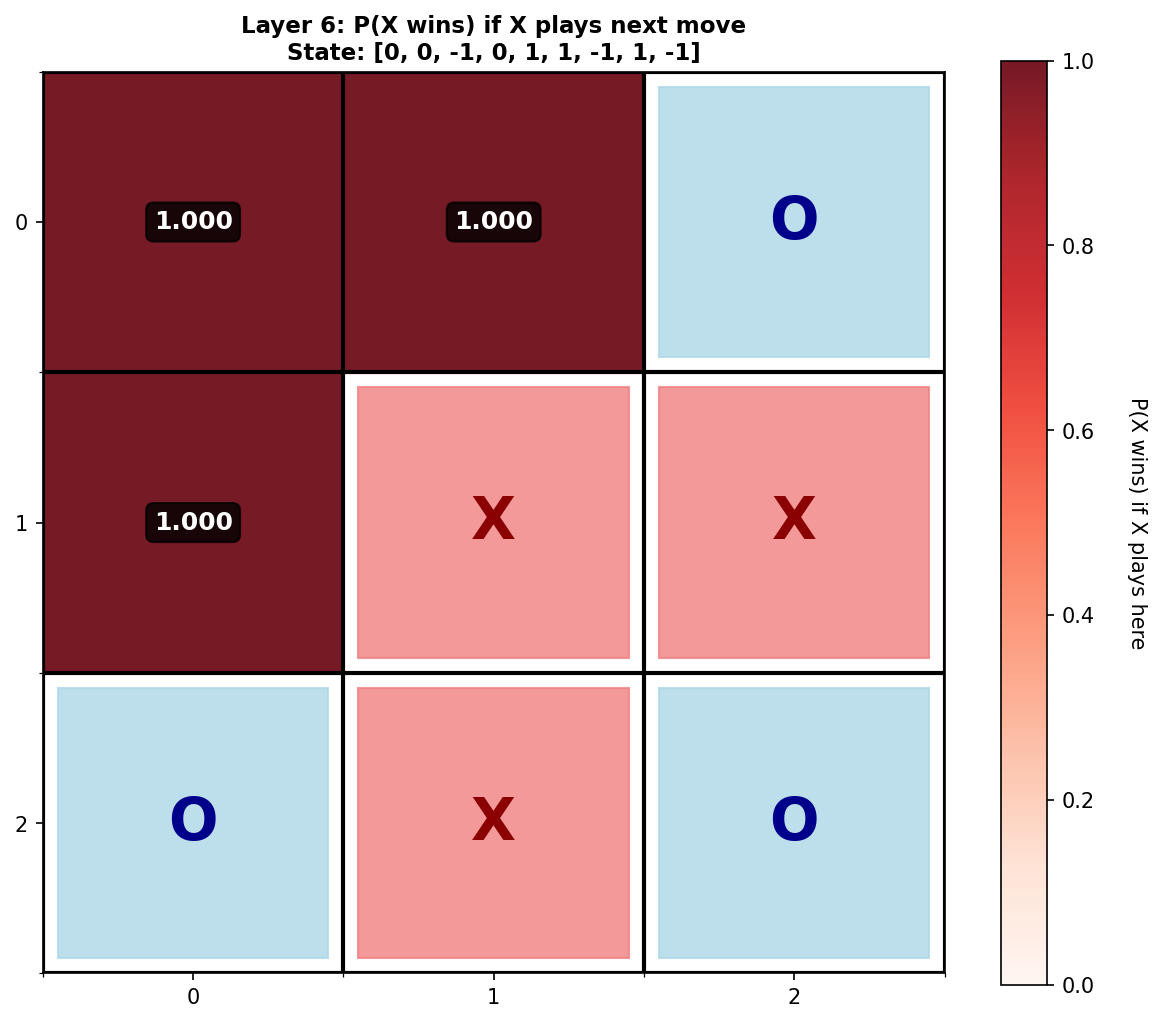 Layer 6: P(X wins) if X plays next move
State: [0, 0, -1, 0, 1, 1, -1, 1, -1]
0
1.000
1.000
O
1
1.000
X
X
2
O
X
O
0
1
2
1.0
0.8
0.6
0.4
0.2
0.0
P(X wins) if X plays here